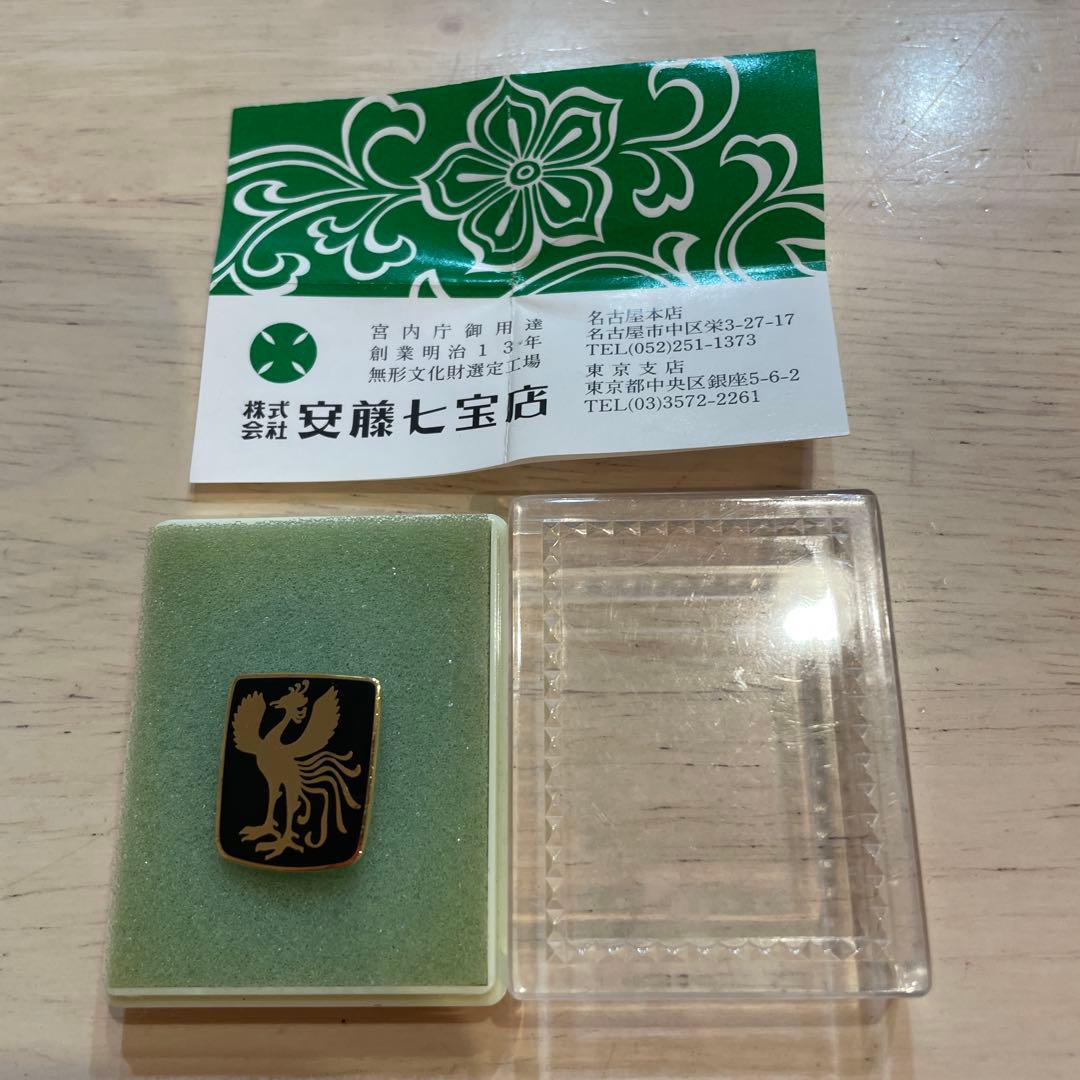 宮内庁御用達
創業明治13年
無形文化財選定工場
株式会社 安藤七宝店
名古屋本店
名古屋市中区栄3-27-17
TEL(052)251-1373
東京支店
東京都中央区銀座5-6-2
TEL(03)3572-2261